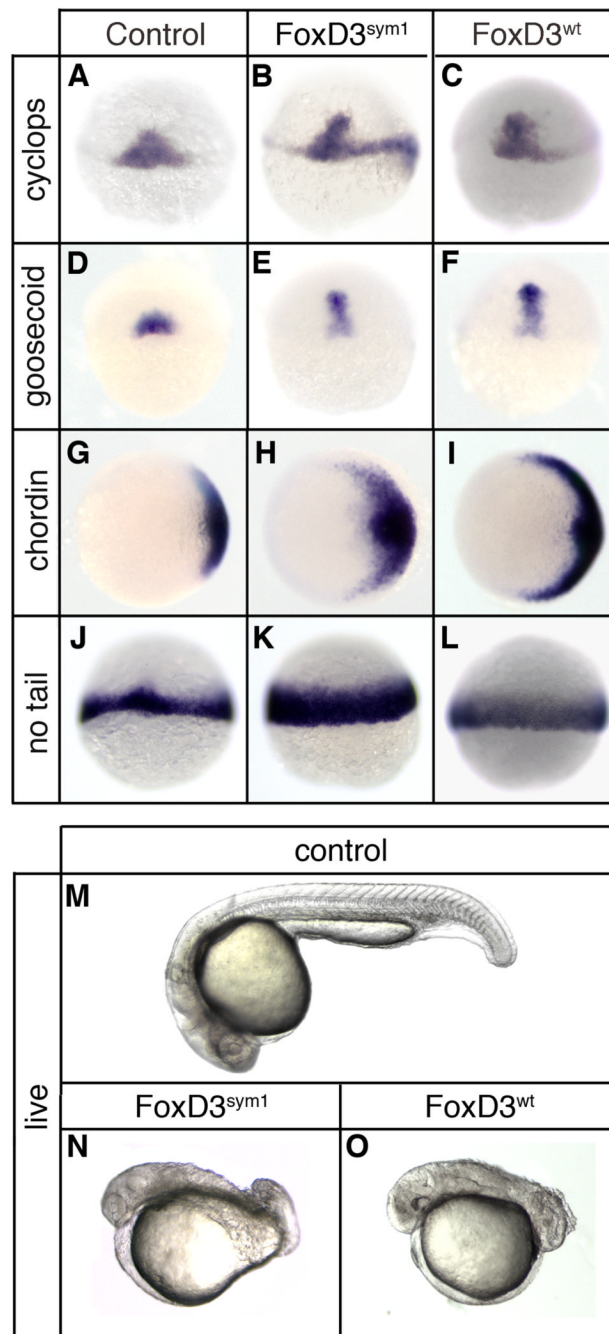 Control FoxD3sym1 FoxD3wt
cyclops A B C
goosecoid D E F
chordin G H I
no tail J K L
control
live M
FoxD3sym1 FoxD3wt
N O